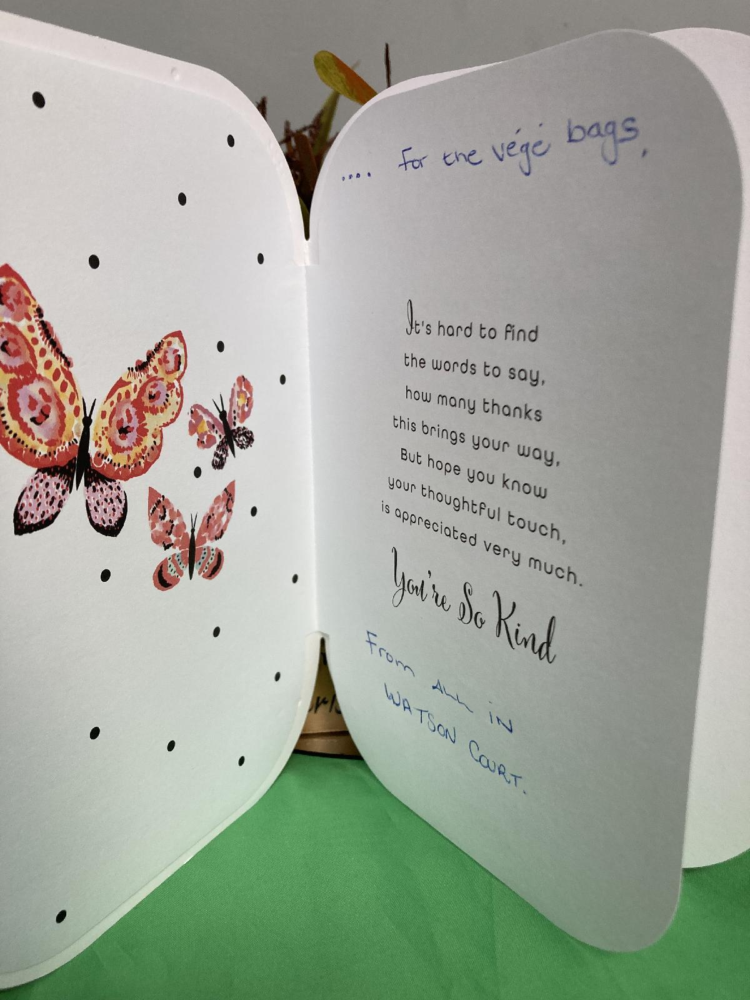 .... For the végé bags,
It's hard to find
the words to say,
how many thanks
this brings your way,
But hope you know
your thoughtful touch,
is appreciated very much.
You're So Kind
From ALL IN
WATSON COURT.